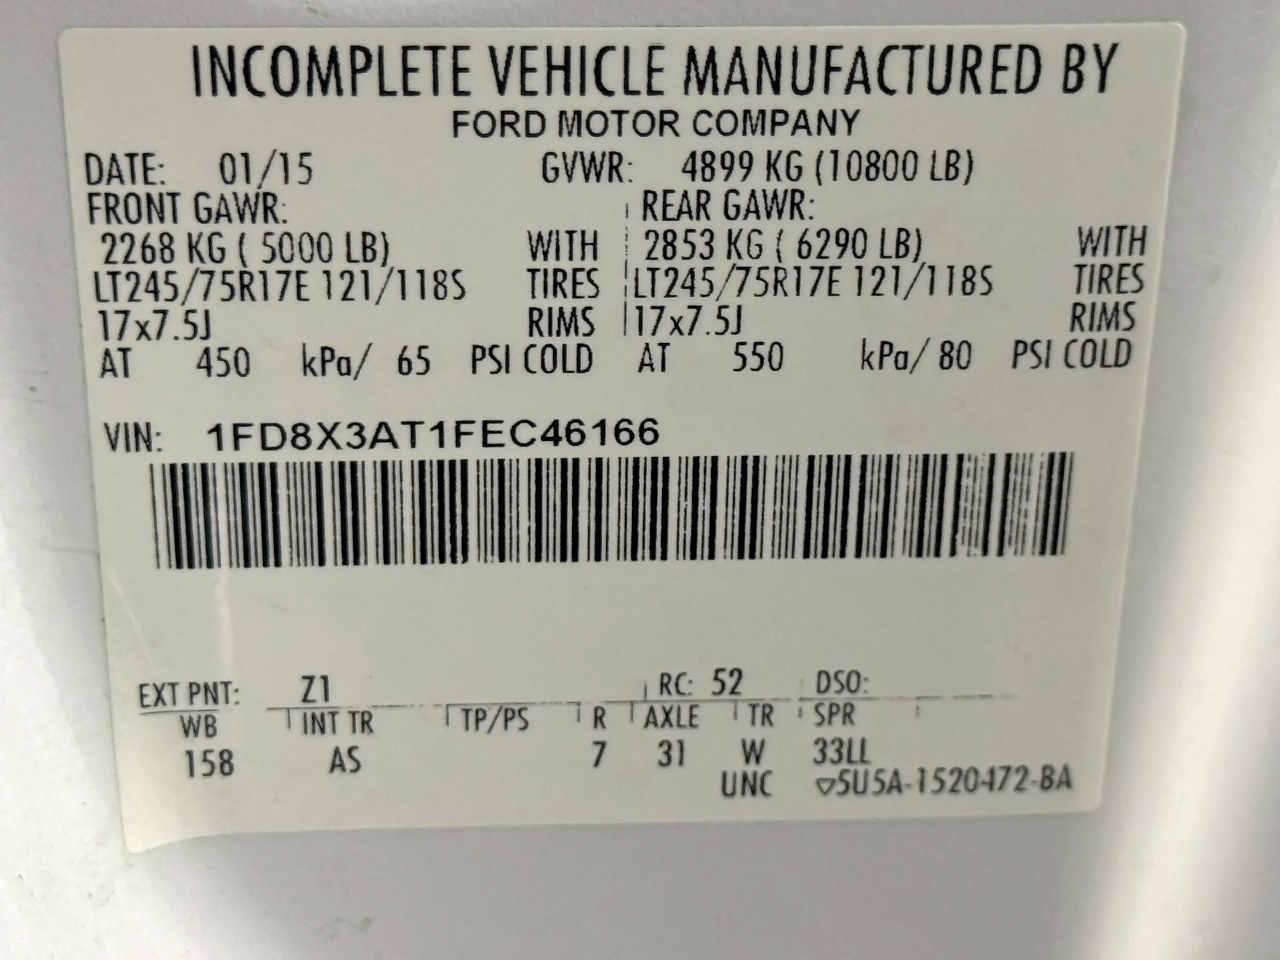 INCOMPLETE VEHICLE MANUFACTURED BY
FORD MOTOR COMPANY
DATE: 01/15 GVWR: 4899 KG (10800 LB)
FRONT GAWR: REAR GAWR:
2268 KG ( 5000 LB) WITH 2853 KG ( 6290 LB) WITH
LT245/75R17E 121/118S TIRES LT245/75R17E 121/118S TIRES
17x7.5J RIMS 17x7.5J RIMS
AT 450 kPa/ 65 PSI COLD AT 550 kPa/ 80 PSI COLD
VIN: 1FD8X3AT1FEC46166
EXT PNT: Z1 RC: 52 DSO:
WB INT TR TP/PS R AXLE TR SPR
158 AS 7 31 W 33LL
UNC ▽5U5A-1520472-BA